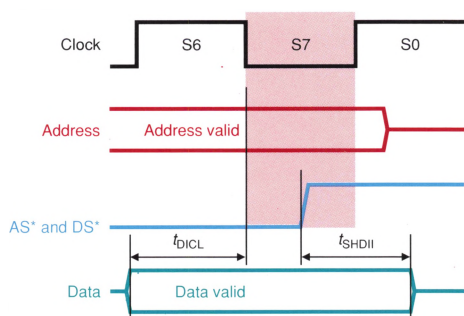 Clock S6 S7 S0
Address Address valid
AS* and DS*
tDICL tSHDII
Data Data valid